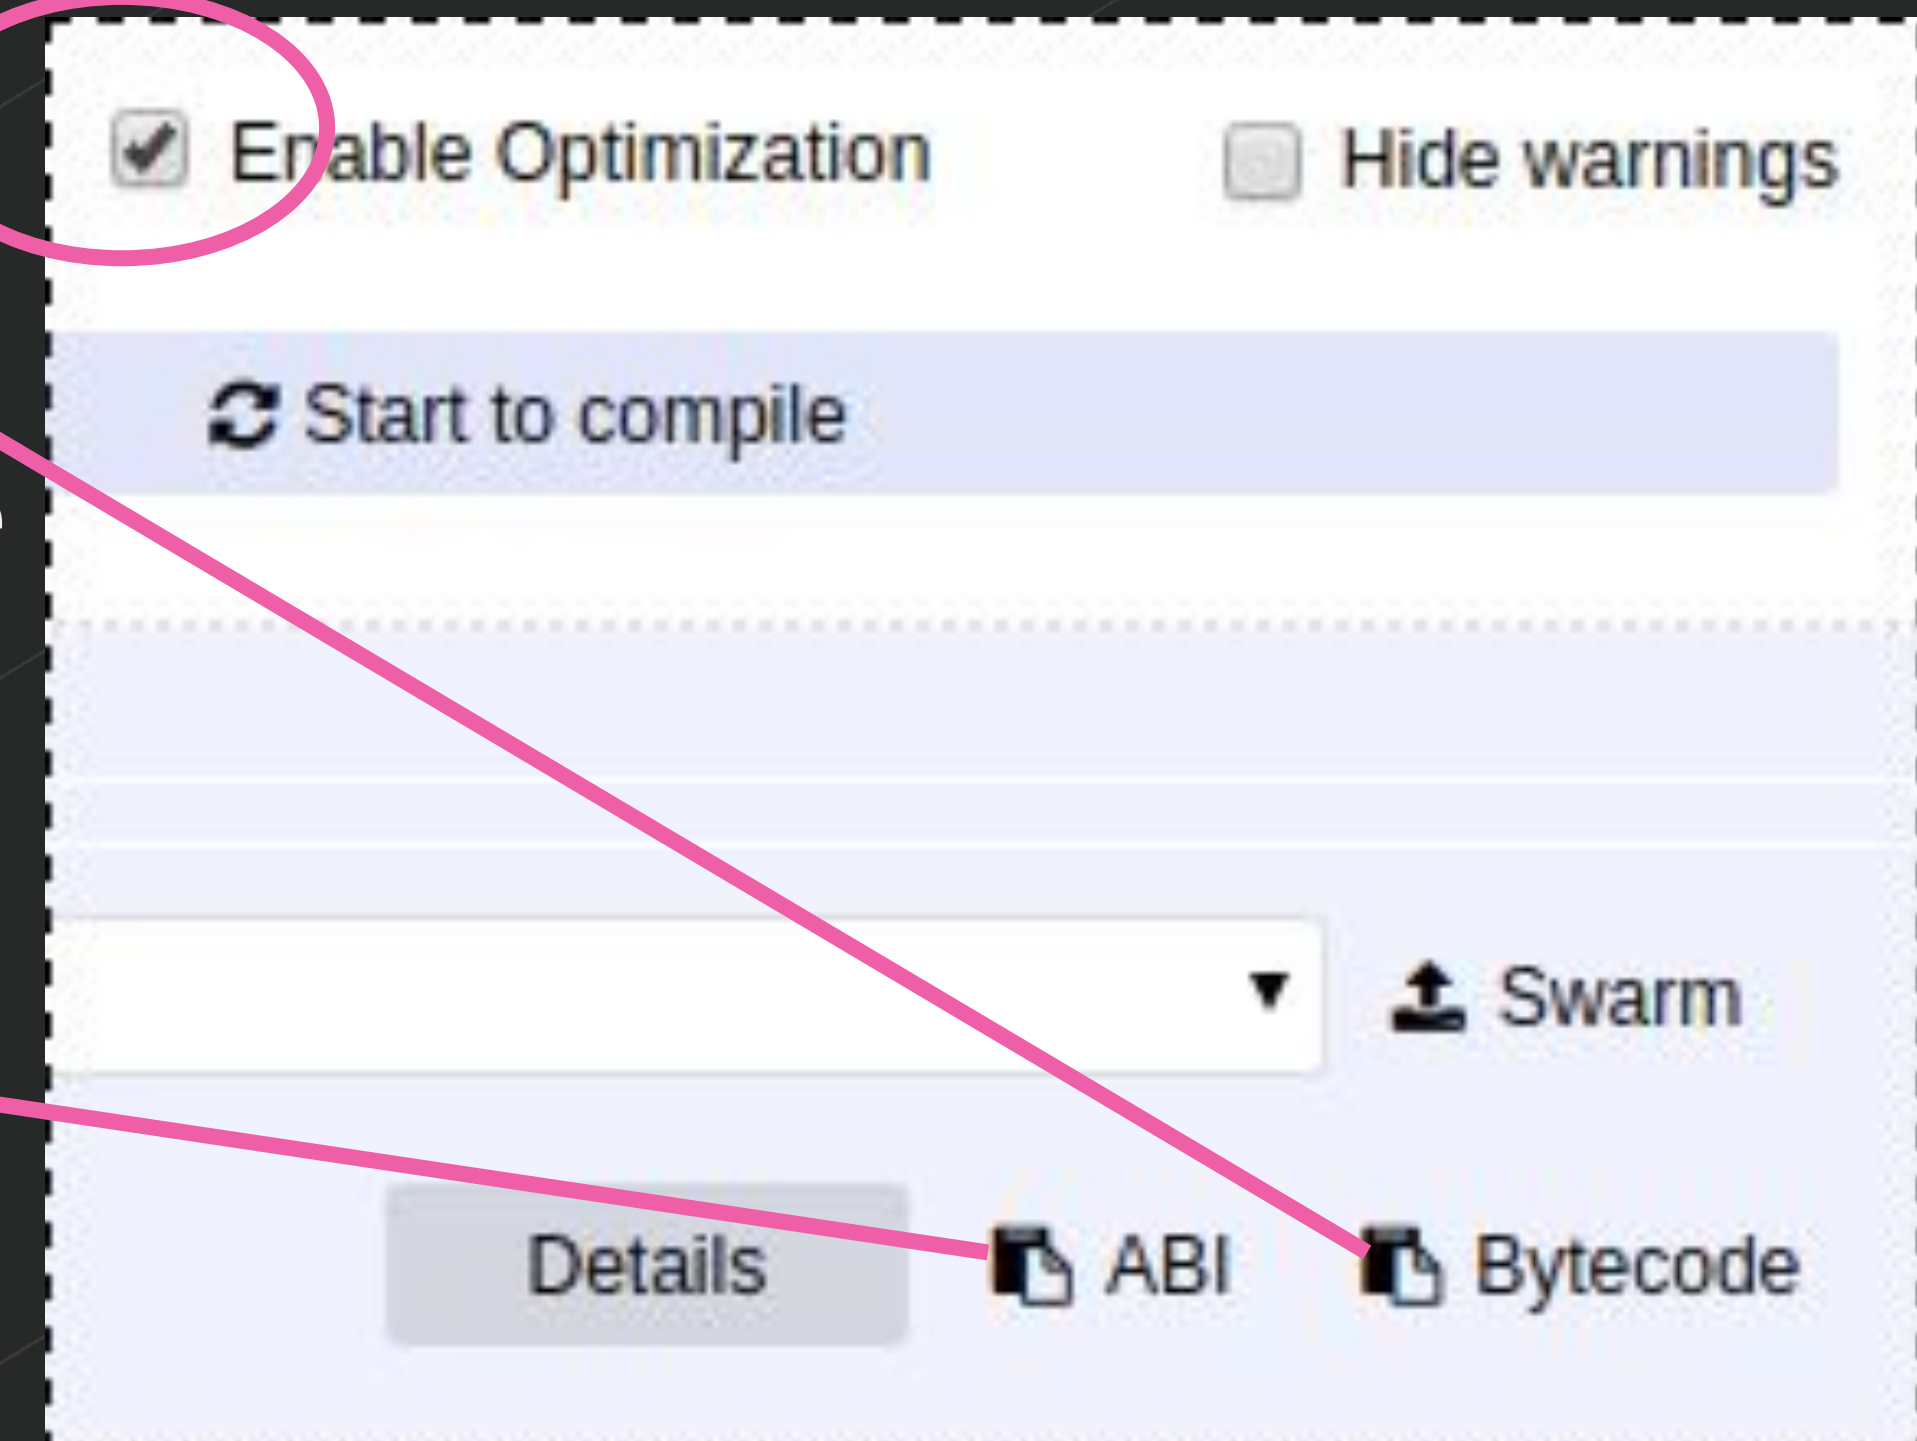 Enable Optimization
Hide warnings
Start to compile
Swarm
Details
ABI
Bytecode